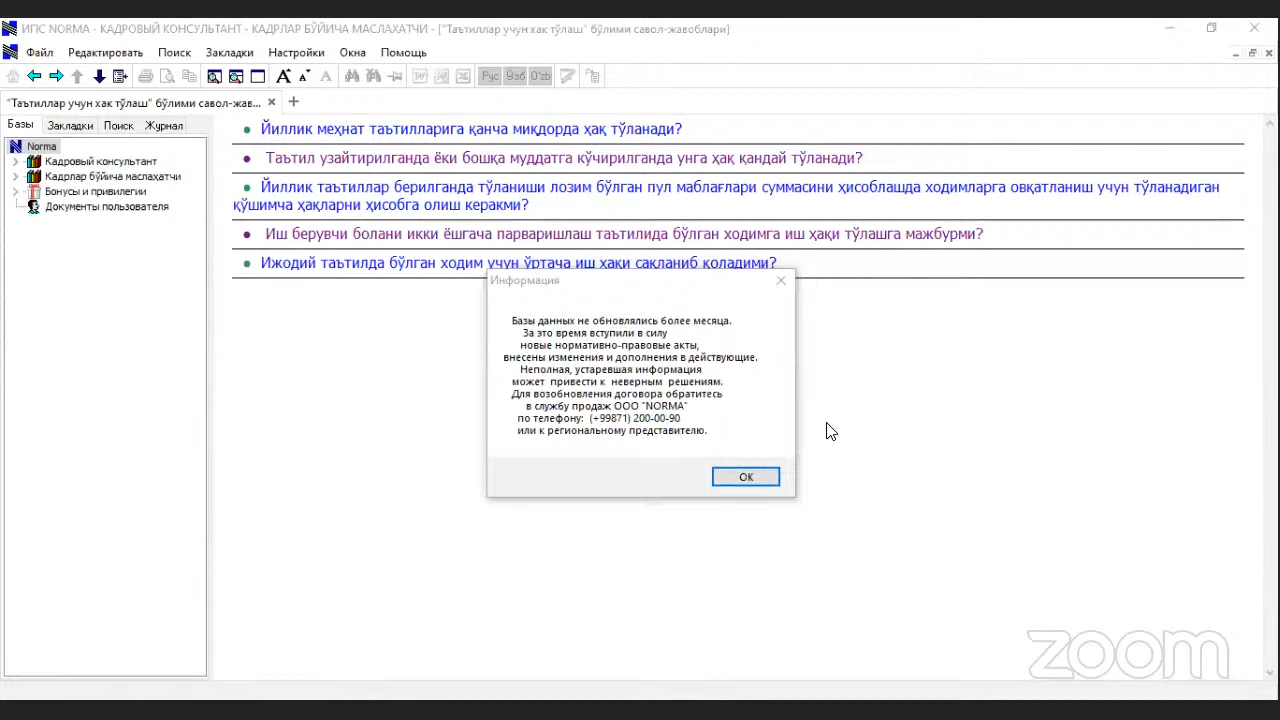 ИПС NORMA - КАДРОВЫЙ КОНСУЛЬТАНТ - КАДРЛАР БЎЙИЧА МАСЛАХАТЧИ - ["Таътиллар учун хак тўлаш" бўлими савол-жавоблари]
Файл Редактировать Поиск Закладки Настройки Окна Помощь
Рус Ўзб O'zb
"Таътиллар учун хак тўлаш" бўлими савол-жав...
Базы Закладки Поиск Журнал
Norma
Кадровый консультант
Кадрлар бўйича маслаҳатчи
Бонусы и привилегии
Документы пользователя
• Йиллик меҳнат таътилларига қанча миқдорда ҳақ тўланади?
• Таътил узайтирилганда ёки бошқа муддатга кўчирилганда унга ҳақ қандай тўланади?
• Йиллик таътиллар берилганда тўланиши лозим бўлган пул маблағлари суммасини ҳисоблашда ходимларга овқатланиш учун тўланадиган
қўшимча ҳақларни ҳисобга олиш керакми?
• Иш берувчи болани икки ёшгача парваришлаш таътилида бўлган ходимга иш ҳақи тўлашга мажбурми?
• Ижодий таътилда бўлган ходим учун ўртача иш ҳақи сақланиб қоладими?
Информация
Базы данных не обновлялись более месяца.
За это время вступили в силу
новые нормативно-правовые акты,
внесены изменения и дополнения в действующие.
Неполная, устаревшая информация
может привести к неверным решениям.
Для возобновления договора обратитесь
в службу продаж ООО "NORMA"
по телефону: (+99871) 200-00-90
или к региональному представителю.
ОК
zoom